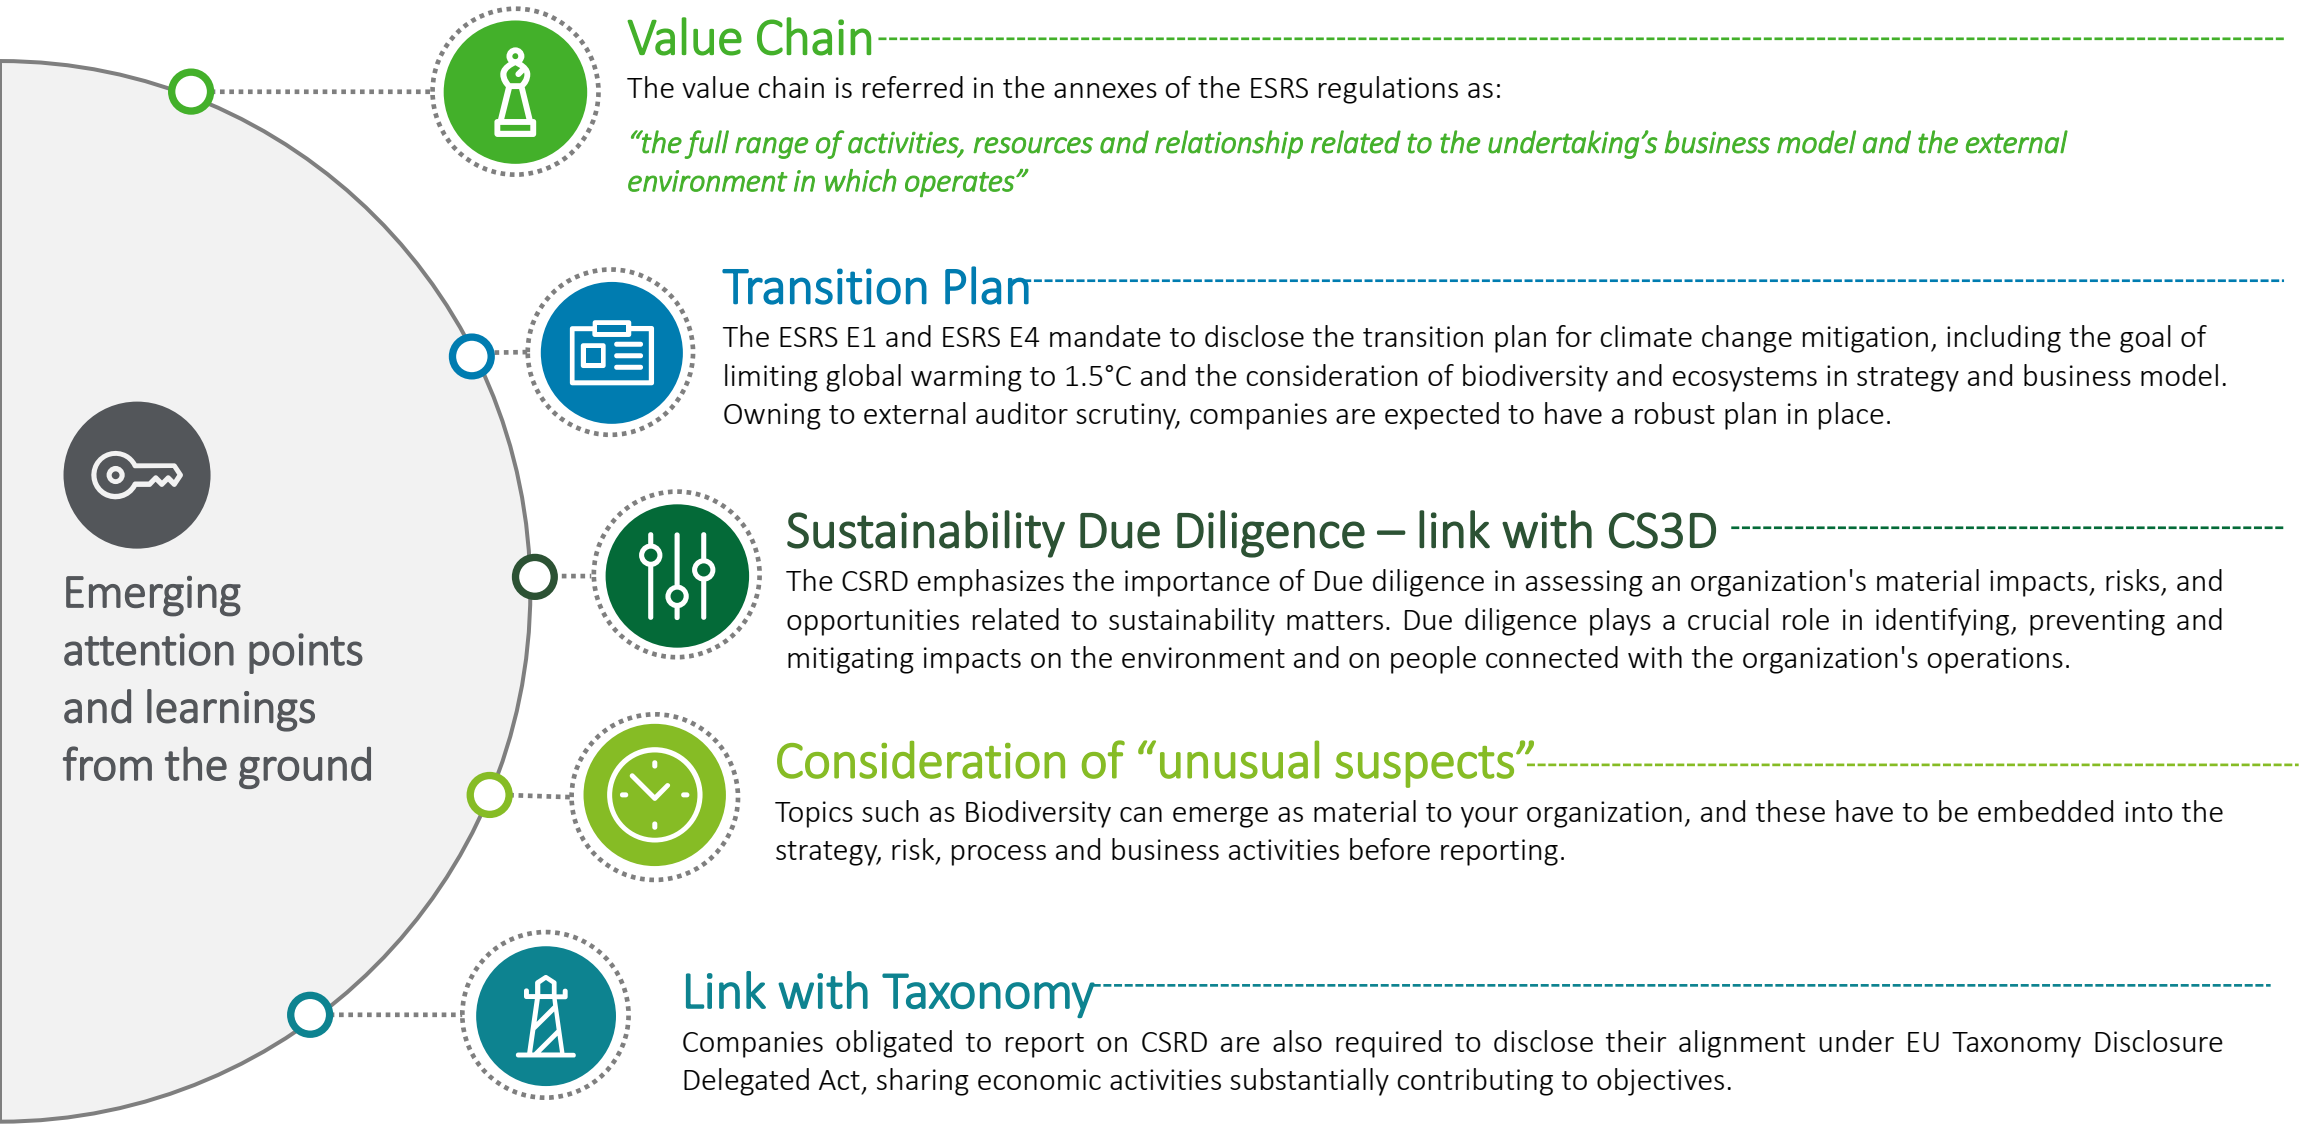 Value Chain
The value chain is referred in the annexes of the ESRS regulations as:
“the full range of activities, resources and relationship related to the undertaking’s business model and the external
environment in which operates”
Transition Plan
The ESRS E1 and ESRS E4 mandate to disclose the transition plan for climate change mitigation, including the goal of
limiting global warming to 1.5°C and the consideration of biodiversity and ecosystems in strategy and business model.
Owning to external auditor scrutiny, companies are expected to have a robust plan in place.
Emerging
attention points
and learnings
from the ground
Sustainability Due Diligence – link with CS3D
The CSRD emphasizes the importance of Due diligence in assessing an organization's material impacts, risks, and
opportunities related to sustainability matters. Due diligence plays a crucial role in identifying, preventing and
mitigating impacts on the environment and on people connected with the organization's operations.
Consideration of “unusual suspects”
Topics such as Biodiversity can emerge as material to your organization, and these have to be embedded into the
strategy, risk, process and business activities before reporting.
Link with Taxonomy
Companies obligated to report on CSRD are also required to disclose their alignment under EU Taxonomy Disclosure
Delegated Act, sharing economic activities substantially contributing to objectives.